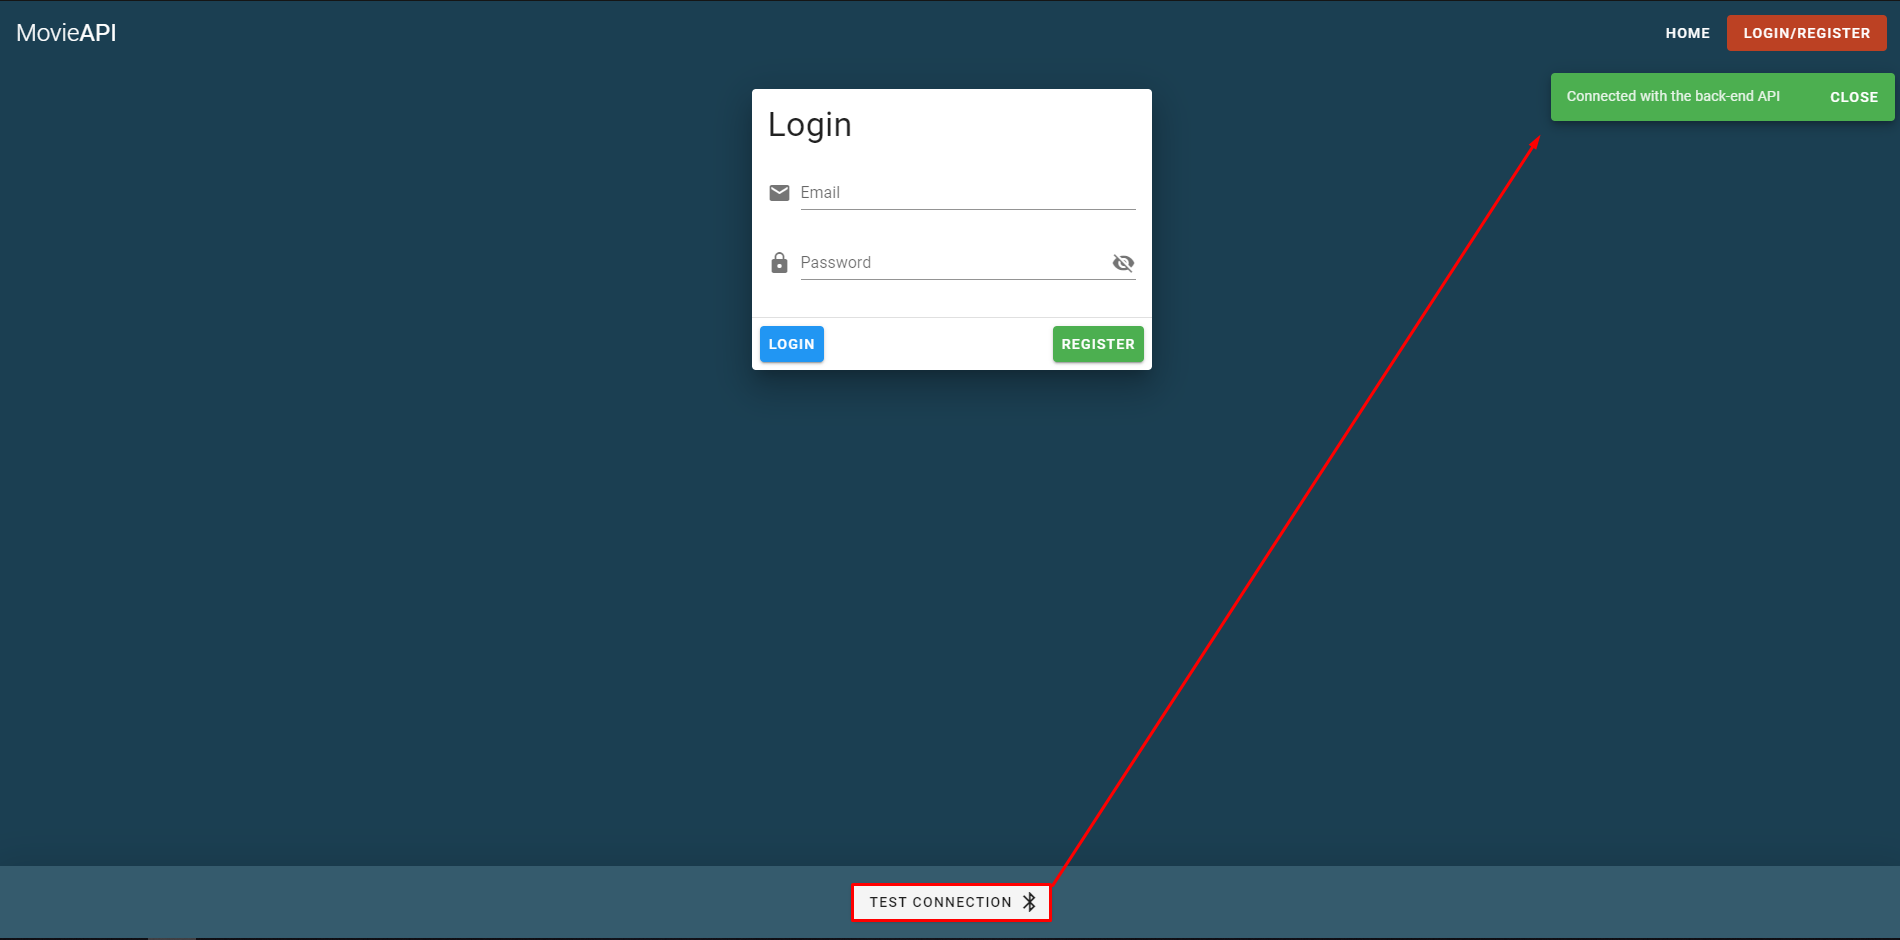 MovieAPI
HOME
LOGIN/REGISTER
Connected with the back-end API
CLOSE
Login
Email
Password
LOGIN
REGISTER
TEST CONNECTION